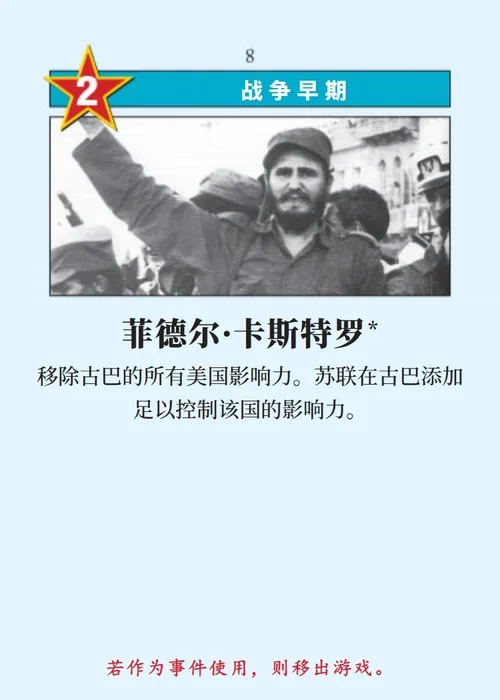 8
2
战争早期
菲德尔·卡斯特罗*
移除古巴的所有美国影响力。苏联在古巴添加
足以控制该国的影响力。
若作为事件使用，则移出游戏。